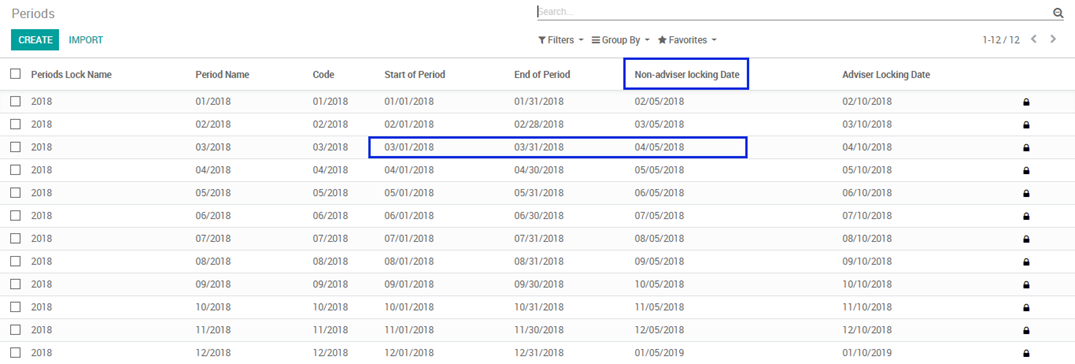 Periods
Search...
CREATE IMPORT
Filters Group By Favorites
1-12 / 12
Periods Lock Name Period Name Code Start of Period End of Period Non-adviser locking Date Adviser Locking Date
2018 01/2018 01/2018 01/01/2018 01/31/2018 02/05/2018 02/10/2018
2018 02/2018 02/2018 02/01/2018 02/28/2018 03/05/2018 03/10/2018
2018 03/2018 03/2018 03/01/2018 03/31/2018 04/05/2018 04/10/2018
2018 04/2018 04/2018 04/01/2018 04/30/2018 05/05/2018 05/10/2018
2018 05/2018 05/2018 05/01/2018 05/31/2018 06/05/2018 06/10/2018
2018 06/2018 06/2018 06/01/2018 06/30/2018 07/05/2018 07/10/2018
2018 07/2018 07/2018 07/01/2018 07/31/2018 08/05/2018 08/10/2018
2018 08/2018 08/2018 08/01/2018 08/31/2018 09/05/2018 09/10/2018
2018 09/2018 09/2018 09/01/2018 09/30/2018 10/05/2018 10/10/2018
2018 10/2018 10/2018 10/01/2018 10/31/2018 11/05/2018 11/10/2018
2018 11/2018 11/2018 11/01/2018 11/30/2018 12/05/2018 12/10/2018
2018 12/2018 12/2018 12/01/2018 12/31/2018 01/05/2019 01/10/2019